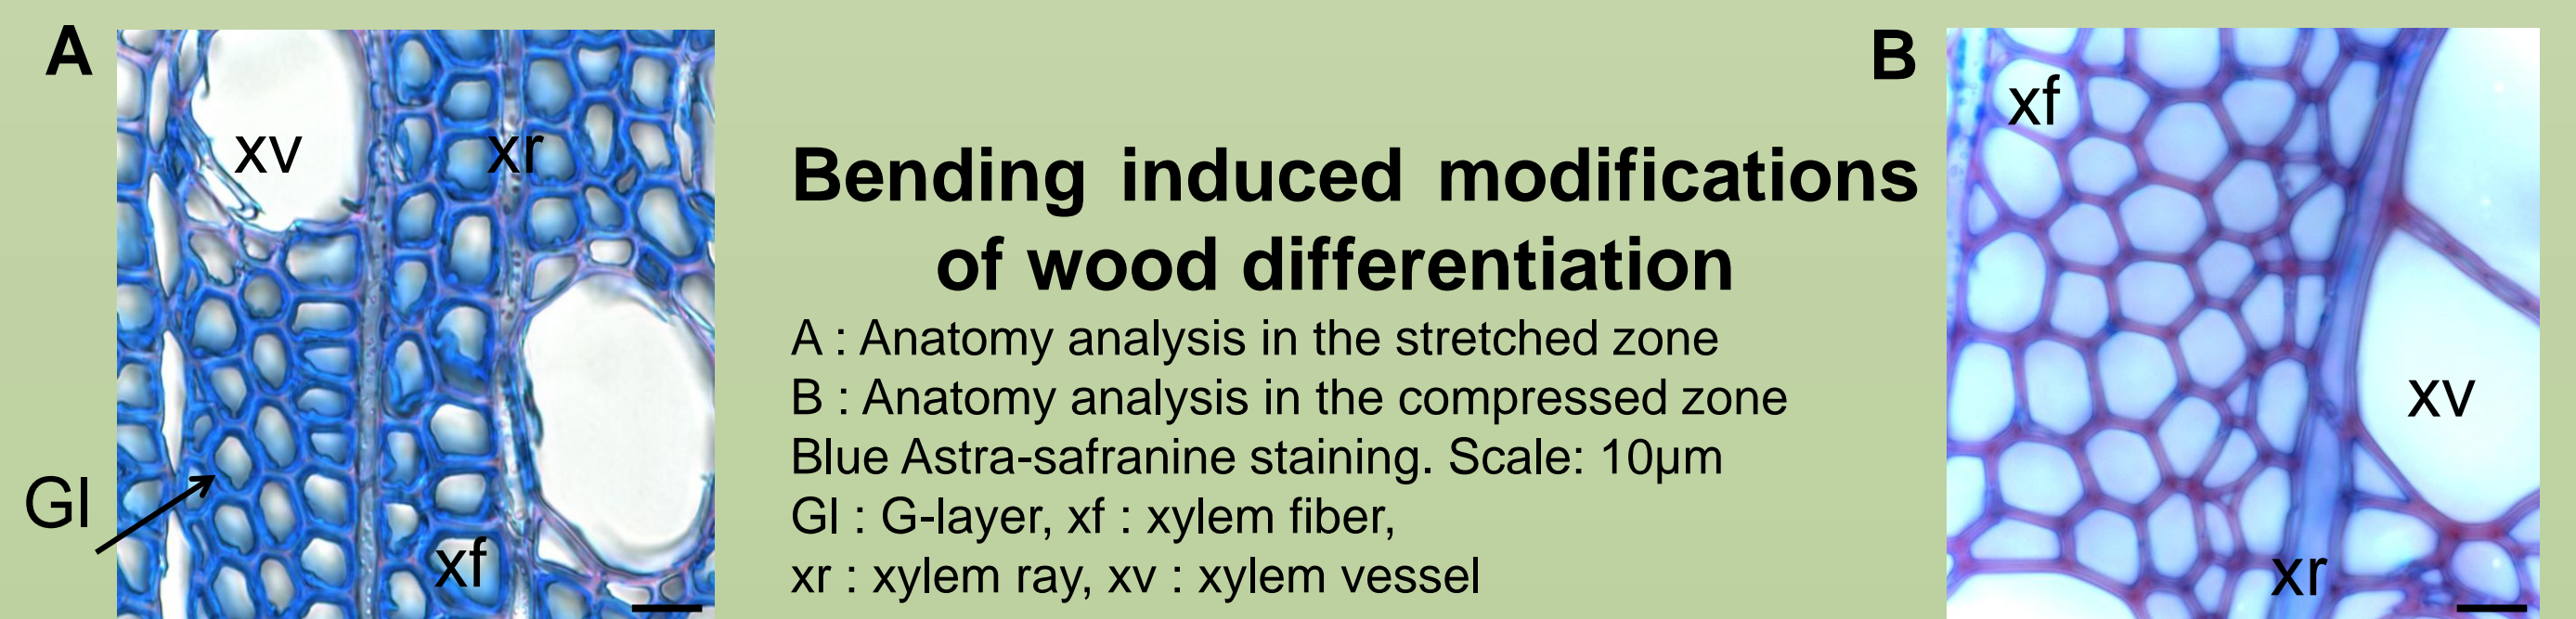 A
xv
xr
Gl
xf
Bending induced modifications
of wood differentiation
A : Anatomy analysis in the stretched zone
B : Anatomy analysis in the compressed zone
Blue Astra-safranine staining. Scale: 10µm
Gl : G-layer, xf : xylem fiber,
xr : xylem ray, xv : xylem vessel
B
xf
xv
xr